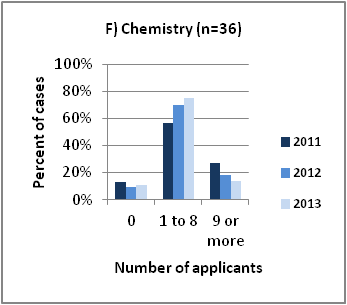 F) Chemistry (n=36)
Percent of cases
100%
80%
60%
40%
20%
0%
0
1 to 8
9 or
more
Number of applicants
2011
2012
2013